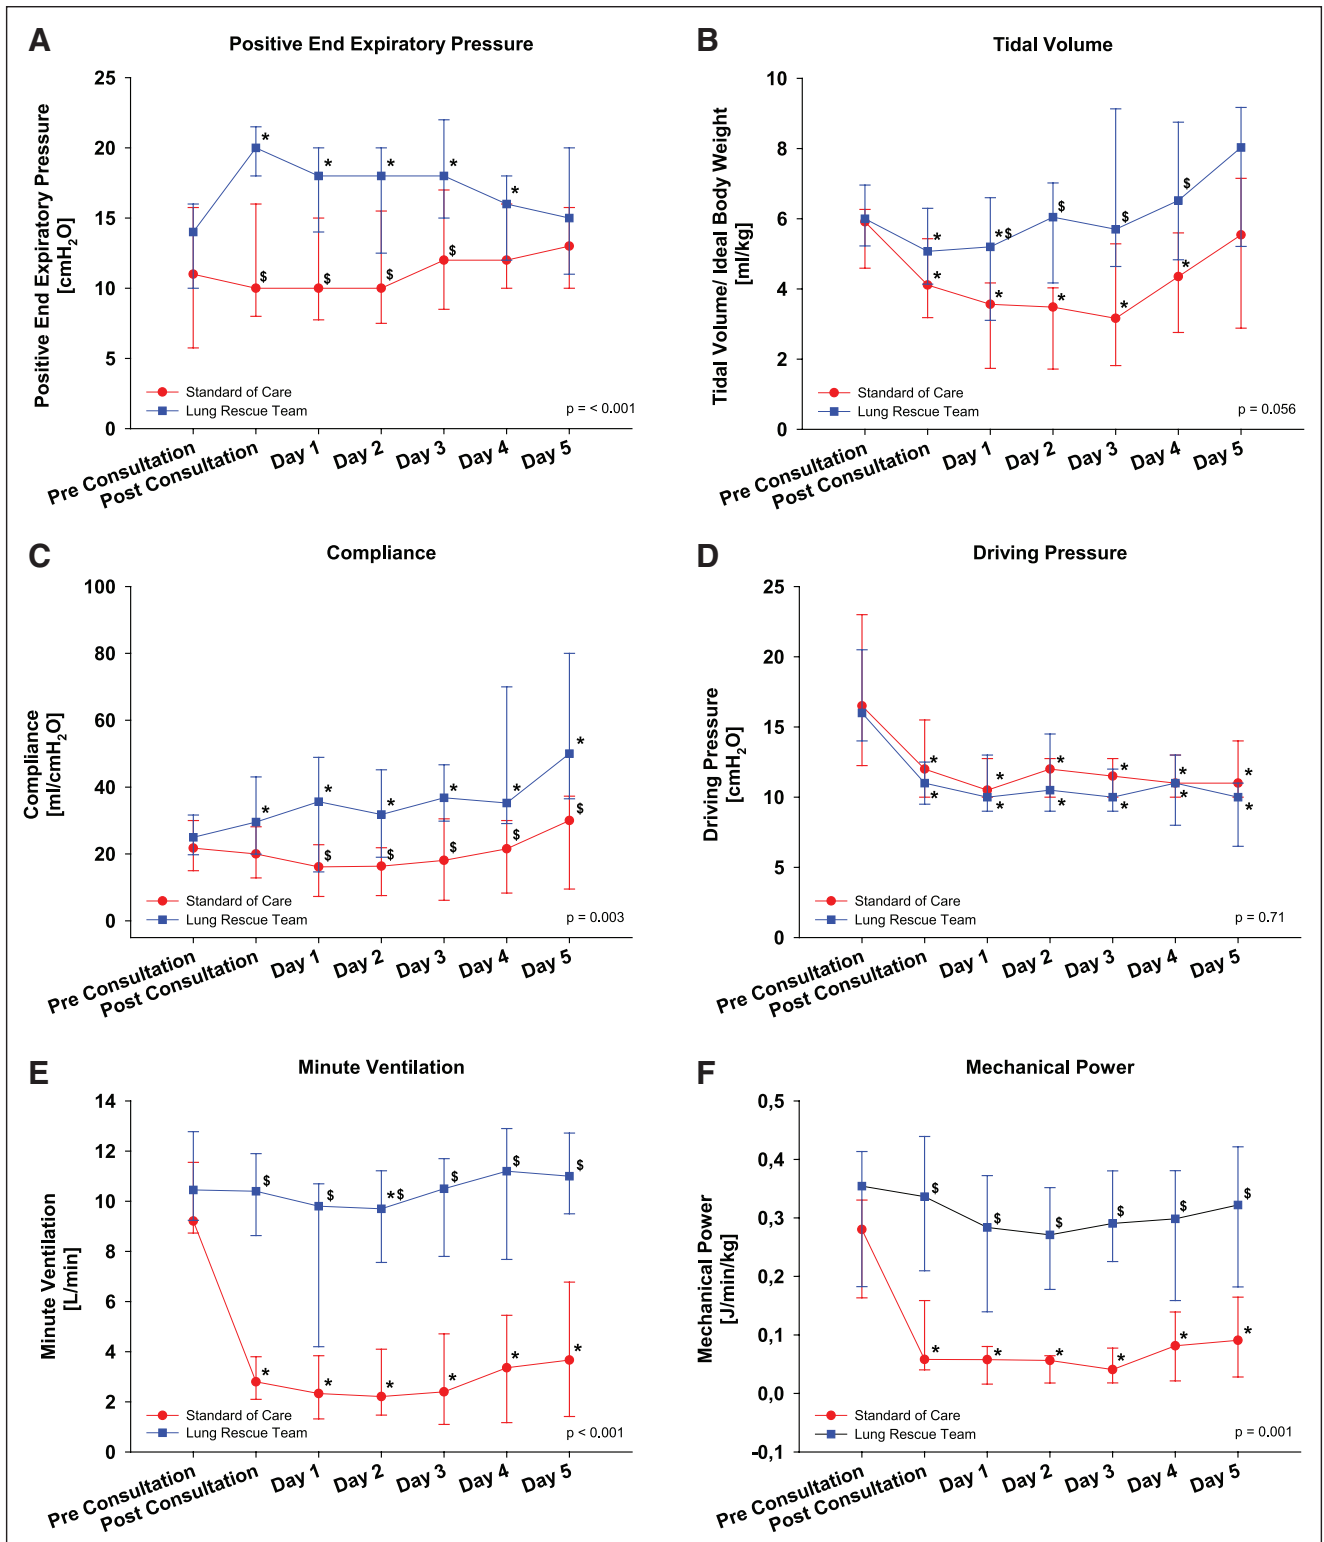 A
Positive End Expiratory Pressure
Positive End Expiratory Pressure
[cmH2O]
25
20
15
10
5
0
* * * * *
$ $ $ $
Standard of Care
Lung Rescue Team
p = < 0.001
Pre Consultation
Post Consultation
Day 1
Day 2
Day 3
Day 4
Day 5
B
Tidal Volume
Tidal Volume/ Ideal Body Weight
[ml/kg]
10
8
6
4
2
0
* *$ $ $ $
* * * * *
Standard of Care
Lung Rescue Team
p = 0.056
Pre Consultation
Post Consultation
Day 1
Day 2
Day 3
Day 4
Day 5
C
Compliance
Compliance
[ml/cmH2O]
100
80
60
40
20
0
* * * * * *
$ $ $ $ $
Standard of Care
Lung Rescue Team
p = 0.003
Pre Consultation
Post Consultation
Day 1
Day 2
Day 3
Day 4
Day 5
D
Driving Pressure
Driving Pressure
[cmH2O]
25
20
15
10
5
0
* * * * * *
* * * * * *
Standard of Care
Lung Rescue Team
p = 0.71
Pre Consultation
Post Consultation
Day 1
Day 2
Day 3
Day 4
Day 5
E
Minute Ventilation
Minute Ventilation
[L/min]
14
12
10
8
6
4
2
0
$ $ *$ $ $ $
* * * * * *
Standard of Care
Lung Rescue Team
p < 0.001
Pre Consultation
Post Consultation
Day 1
Day 2
Day 3
Day 4
Day 5
F
Mechanical Power
Mechanical Power
[J/min/kg]
0,5
0,4
0,3
0,2
0,1
0,0
-0,1
$ $ $ $ $ $
* * * * * *
Standard of Care
Lung Rescue Team
p = 0.001
Pre Consultation
Post Consultation
Day 1
Day 2
Day 3
Day 4
Day 5